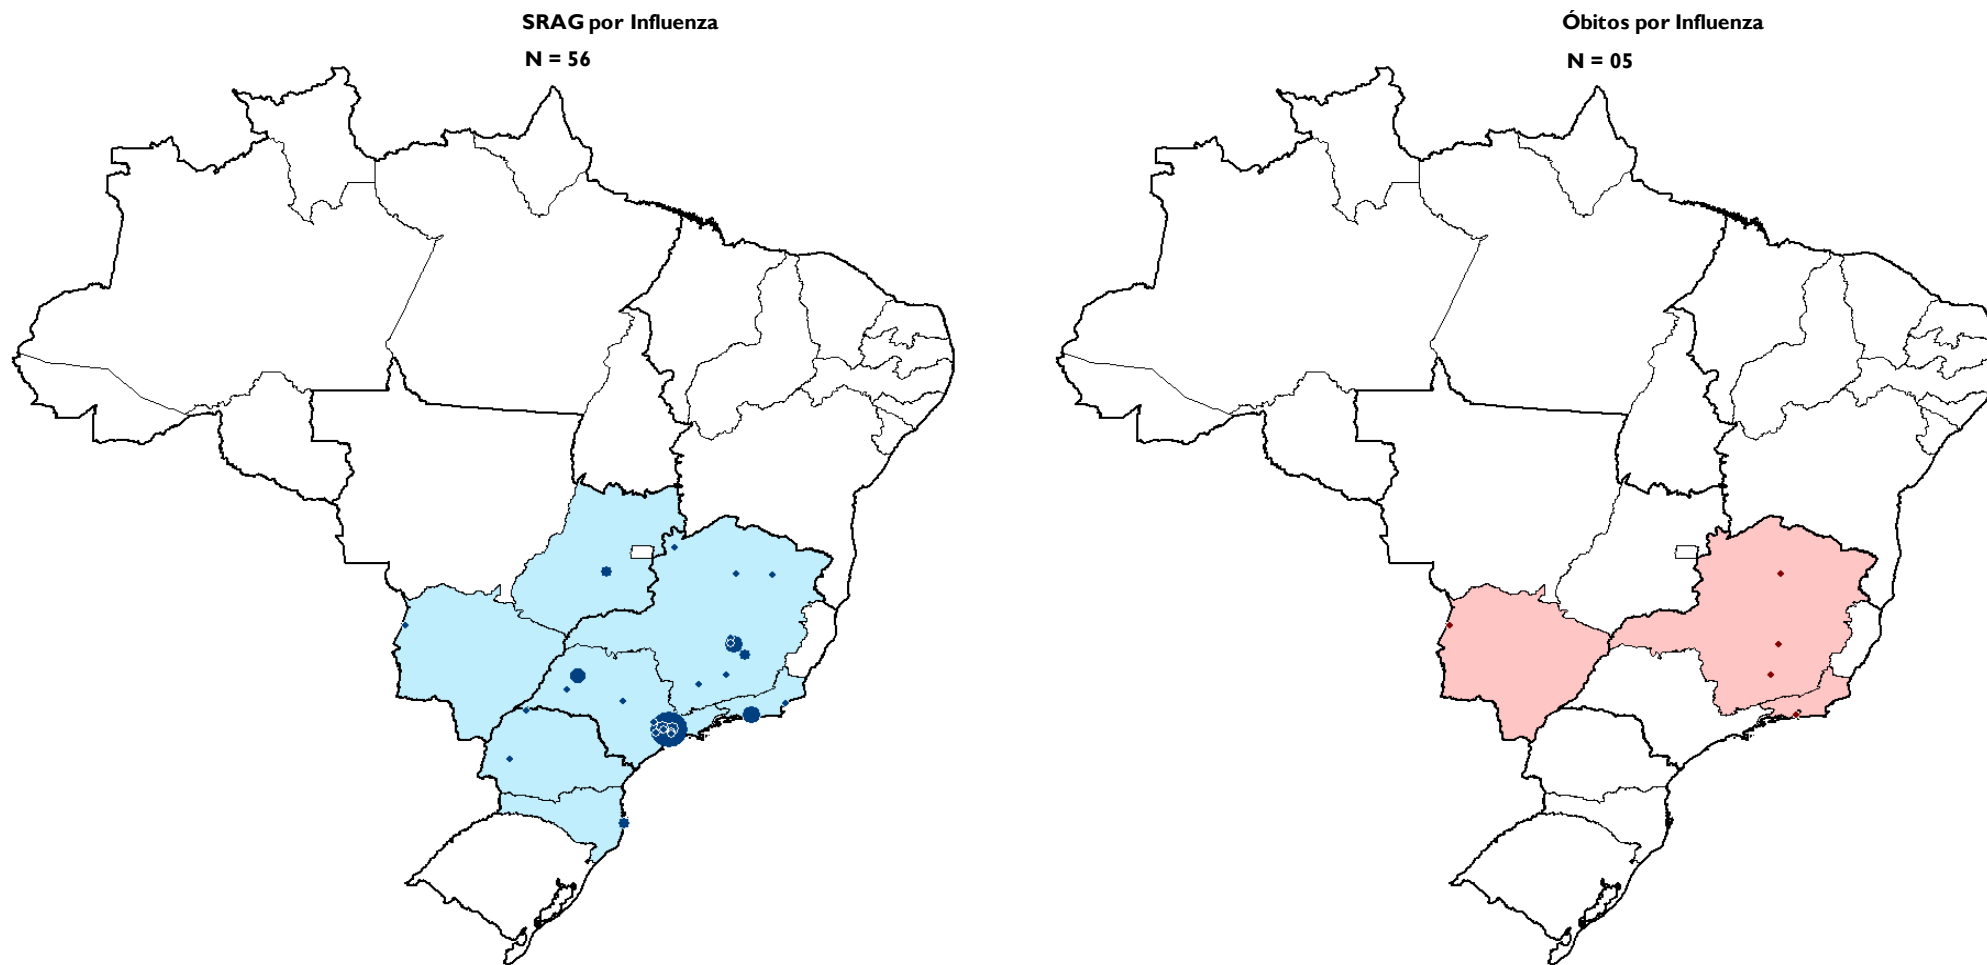 SRAG por Influenza
N = 56
Óbitos por Influenza
N = 05